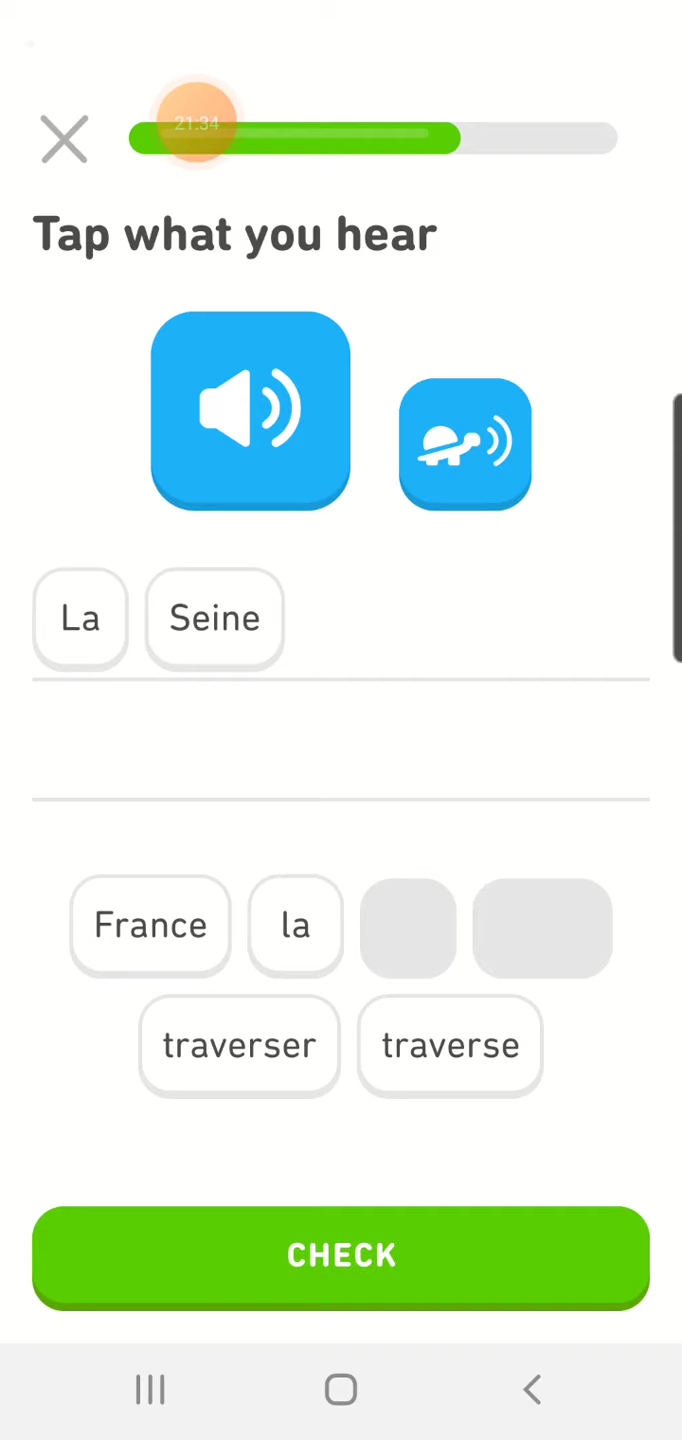 21:34
Tap what you hear
La Seine
France la
traverser traverse
CHECK